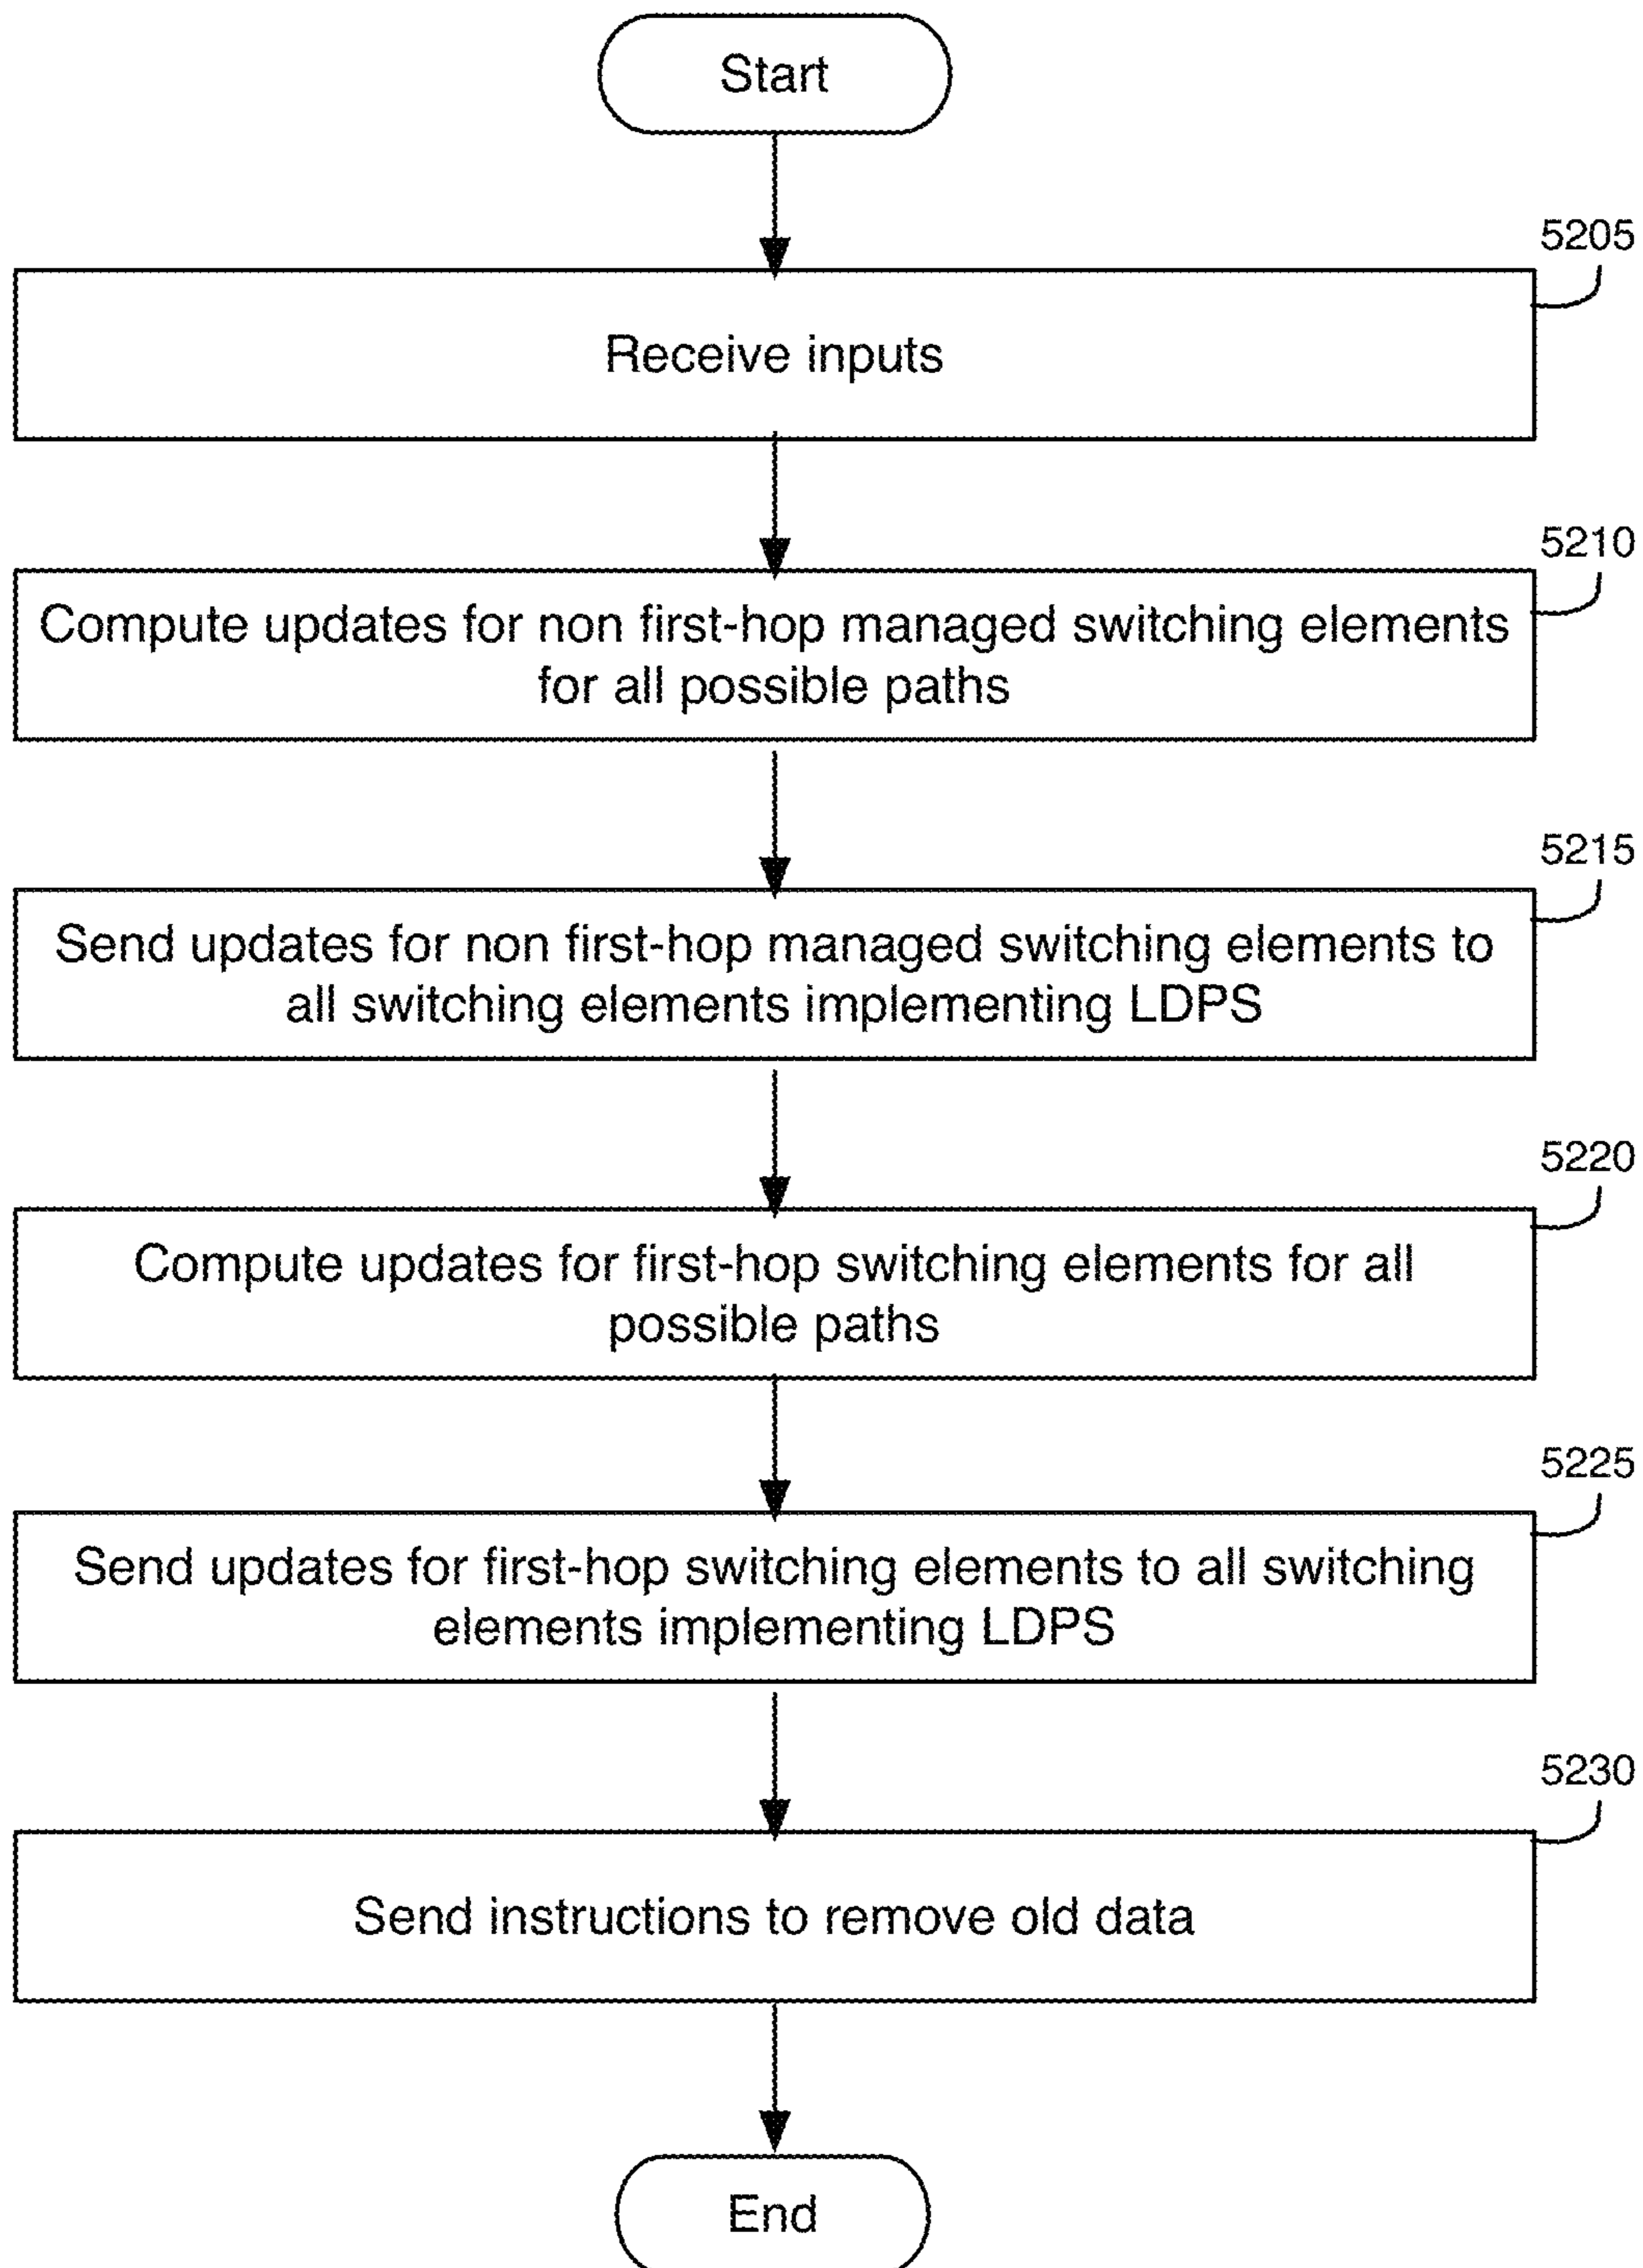 Start
5205
Receive inputs
5210
Compute updates for non first-hop managed switching elements
for all possible paths
5215
Send updates for non first-hop managed switching elements to
all switching elements implementing LDPS
5220
Compute updates for first-hop switching elements for all
possible paths
5225
Send updates for first-hop switching elements to all switching
elements implementing LDPS
5230
Send instructions to remove old data
End